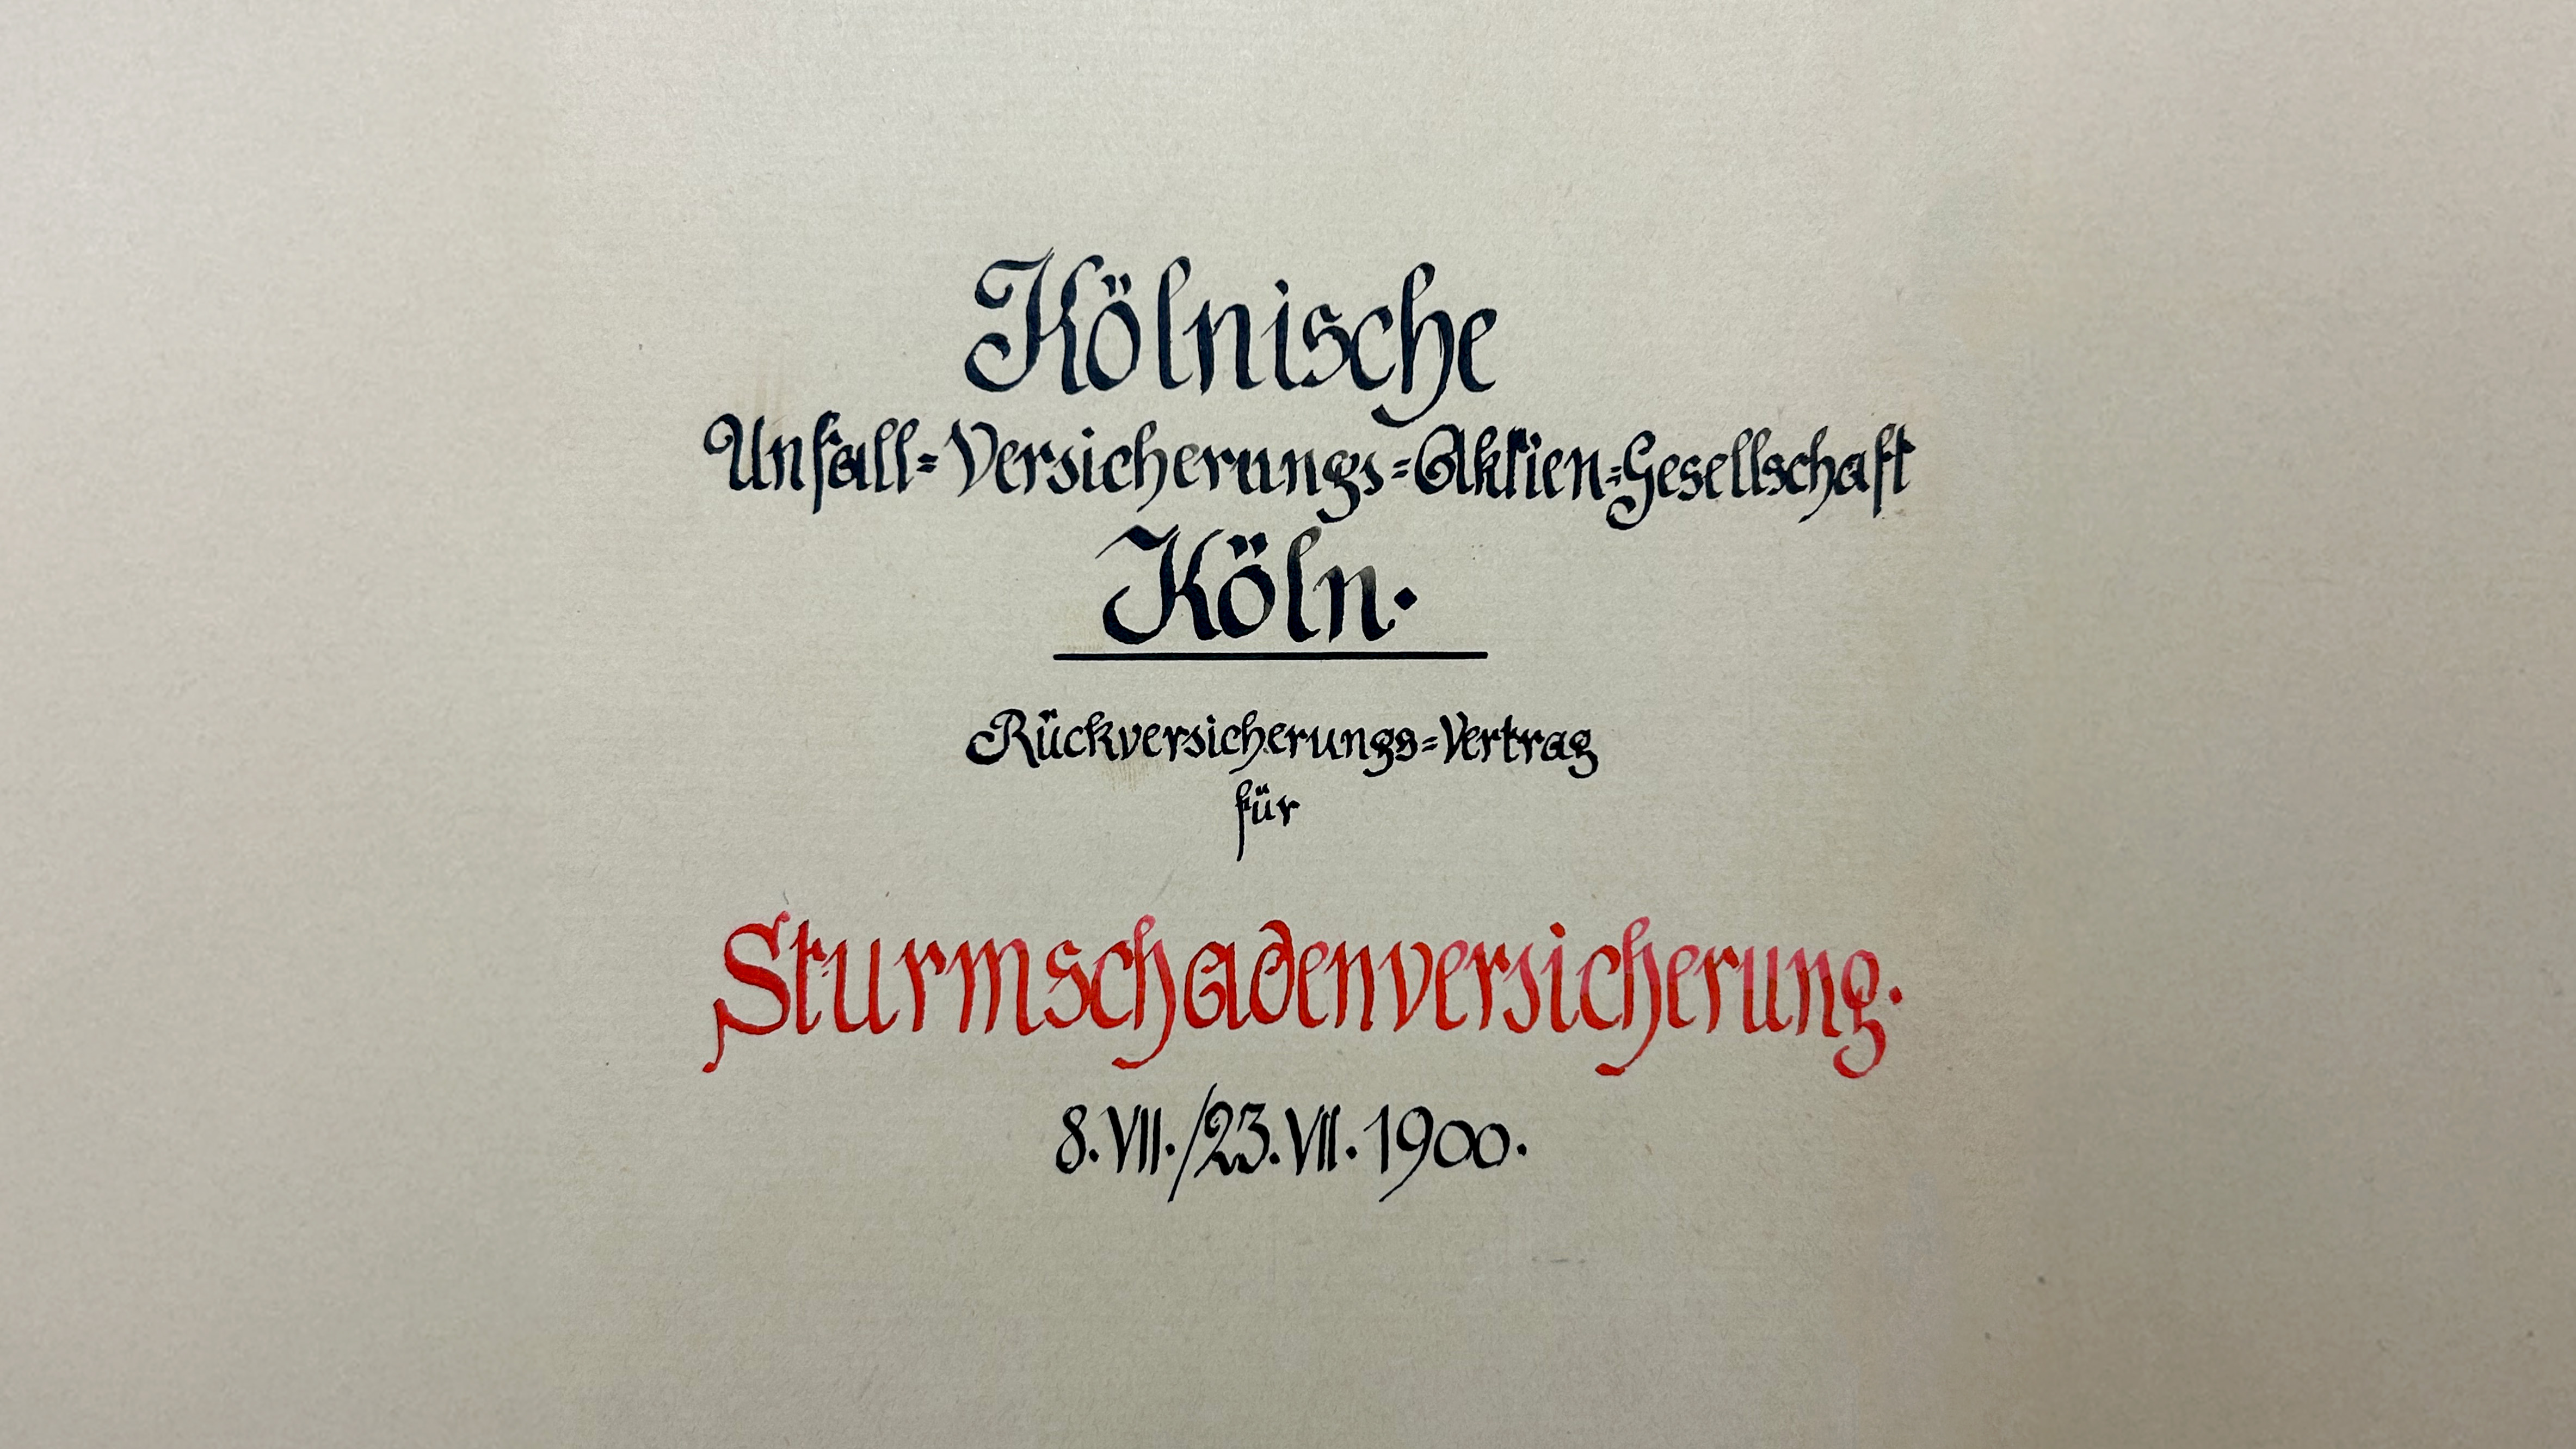 Kölnische
Unfall=Versicherungs=Aktien=Gesellschaft
Köln.
Rückversicherungs=Vertrag
für
Sturmschadenversicherung.
8.VII./23.VII.1900.